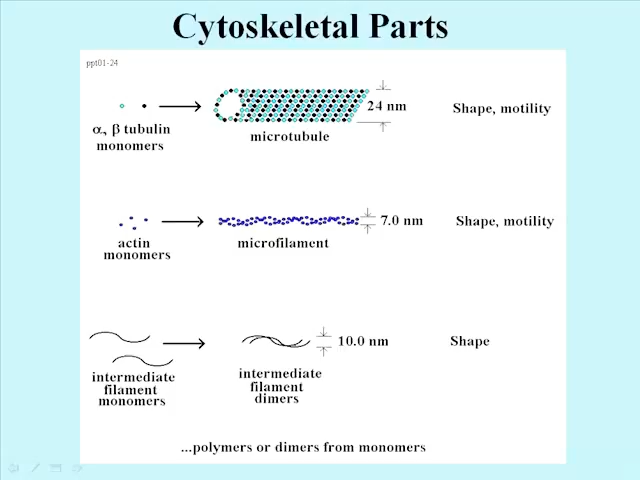 Cytoskeletal Parts
ppt01-24
24 nm
Shape, motility
α, β tubulin
monomers
microtubule
7.0 nm
Shape, motility
actin
monomers
microfilament
10.0 nm
Shape
intermediate
filament
monomers
intermediate
filament
dimers
...polymers or dimers from monomers